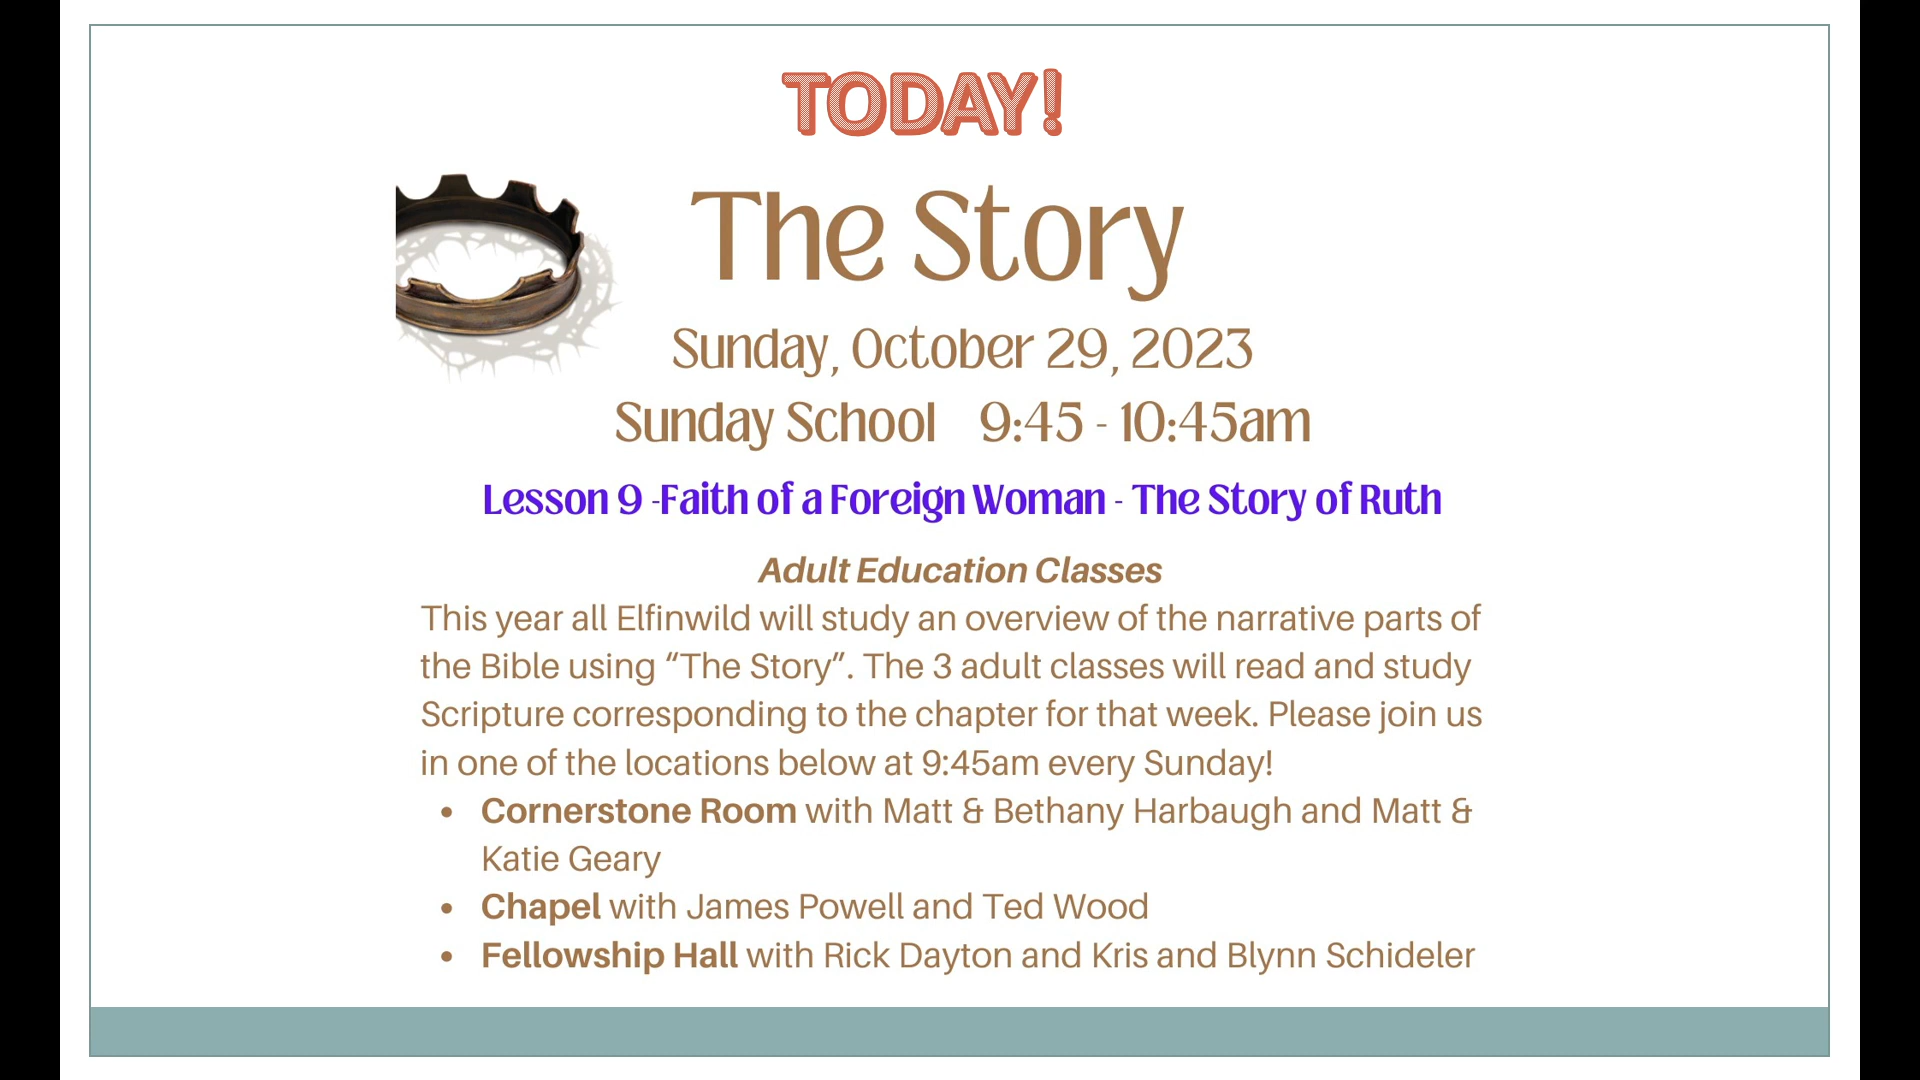 TODAY!
The Story
Sunday, October 29, 2023
Sunday School 9:45 - 10:45am
Lesson 9 -Faith of a Foreign Woman - The Story of Ruth
Adult Education Classes
This year all Elfinwild will study an overview of the narrative parts of
the Bible using “The Story”. The 3 adult classes will read and study
Scripture corresponding to the chapter for that week. Please join us
in one of the locations below at 9:45am every Sunday!
• Cornerstone Room with Matt & Bethany Harbaugh and Matt &
Katie Geary
• Chapel with James Powell and Ted Wood
• Fellowship Hall with Rick Dayton and Kris and Blynn Schideler